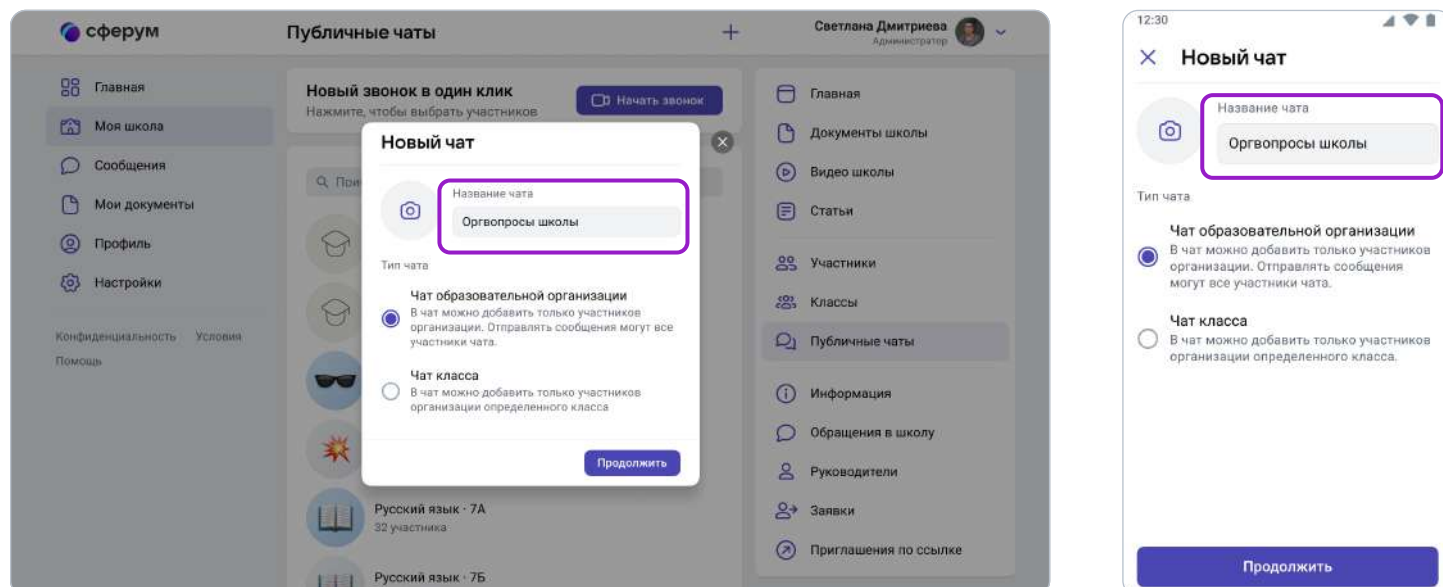 сферум
Публичные чаты
Светлана Дмитриева
Администратор
Главная
Моя школа
Сообщения
Мои документы
Профиль
Настройки
Конфиденциальность Условия
Помощь
Новый звонок в один клик
Нажмите, чтобы выбрать участников
Начать звонок
Новый чат
Название чата
Оргвопросы школы
Тип чата
Чат образовательной организации
В чат можно добавить только участников
организации. Отправлять сообщения могут все
участники чата.
Чат класса
В чат можно добавить только участников
организации определенного класса
Продолжить
Русский язык · 7А
32 участника
Русский язык · 7Б
Главная
Документы школы
Видео школы
Статьи
Участники
Классы
Публичные чаты
Информация
Обращения в школу
Руководители
Заявки
Приглашения по ссылке
12:30
Новый чат
Название чата
Оргвопросы школы
Тип чата
Чат образовательной организации
В чат можно добавить только участников
организации. Отправлять сообщения
могут все участники чата.
Чат класса
В чат можно добавить только участников
организации определенного класса.
Продолжить